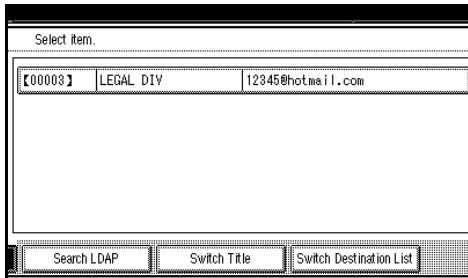 Select item.
【00003】 LEGAL DIV 12345@hotmail.com
Search LDAP Switch Title Switch Destination List